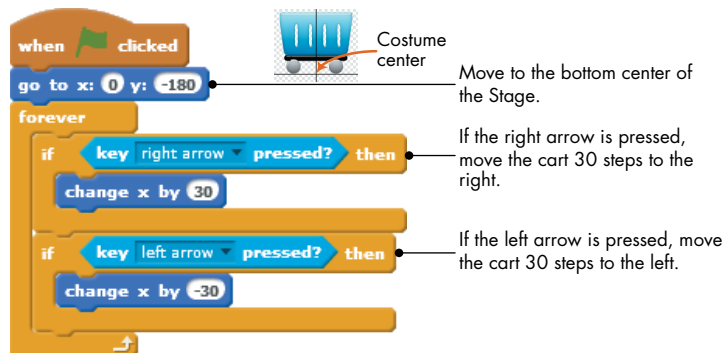 when clicked
go to x: 0 y: -180
forever
if key right arrow pressed? then
change x by 30
if key left arrow pressed? then
change x by -30
Costume
center
Move to the bottom center of
the Stage.
If the right arrow is pressed,
move the cart 30 steps to the
right.
If the left arrow is pressed, move
the cart 30 steps to the left.